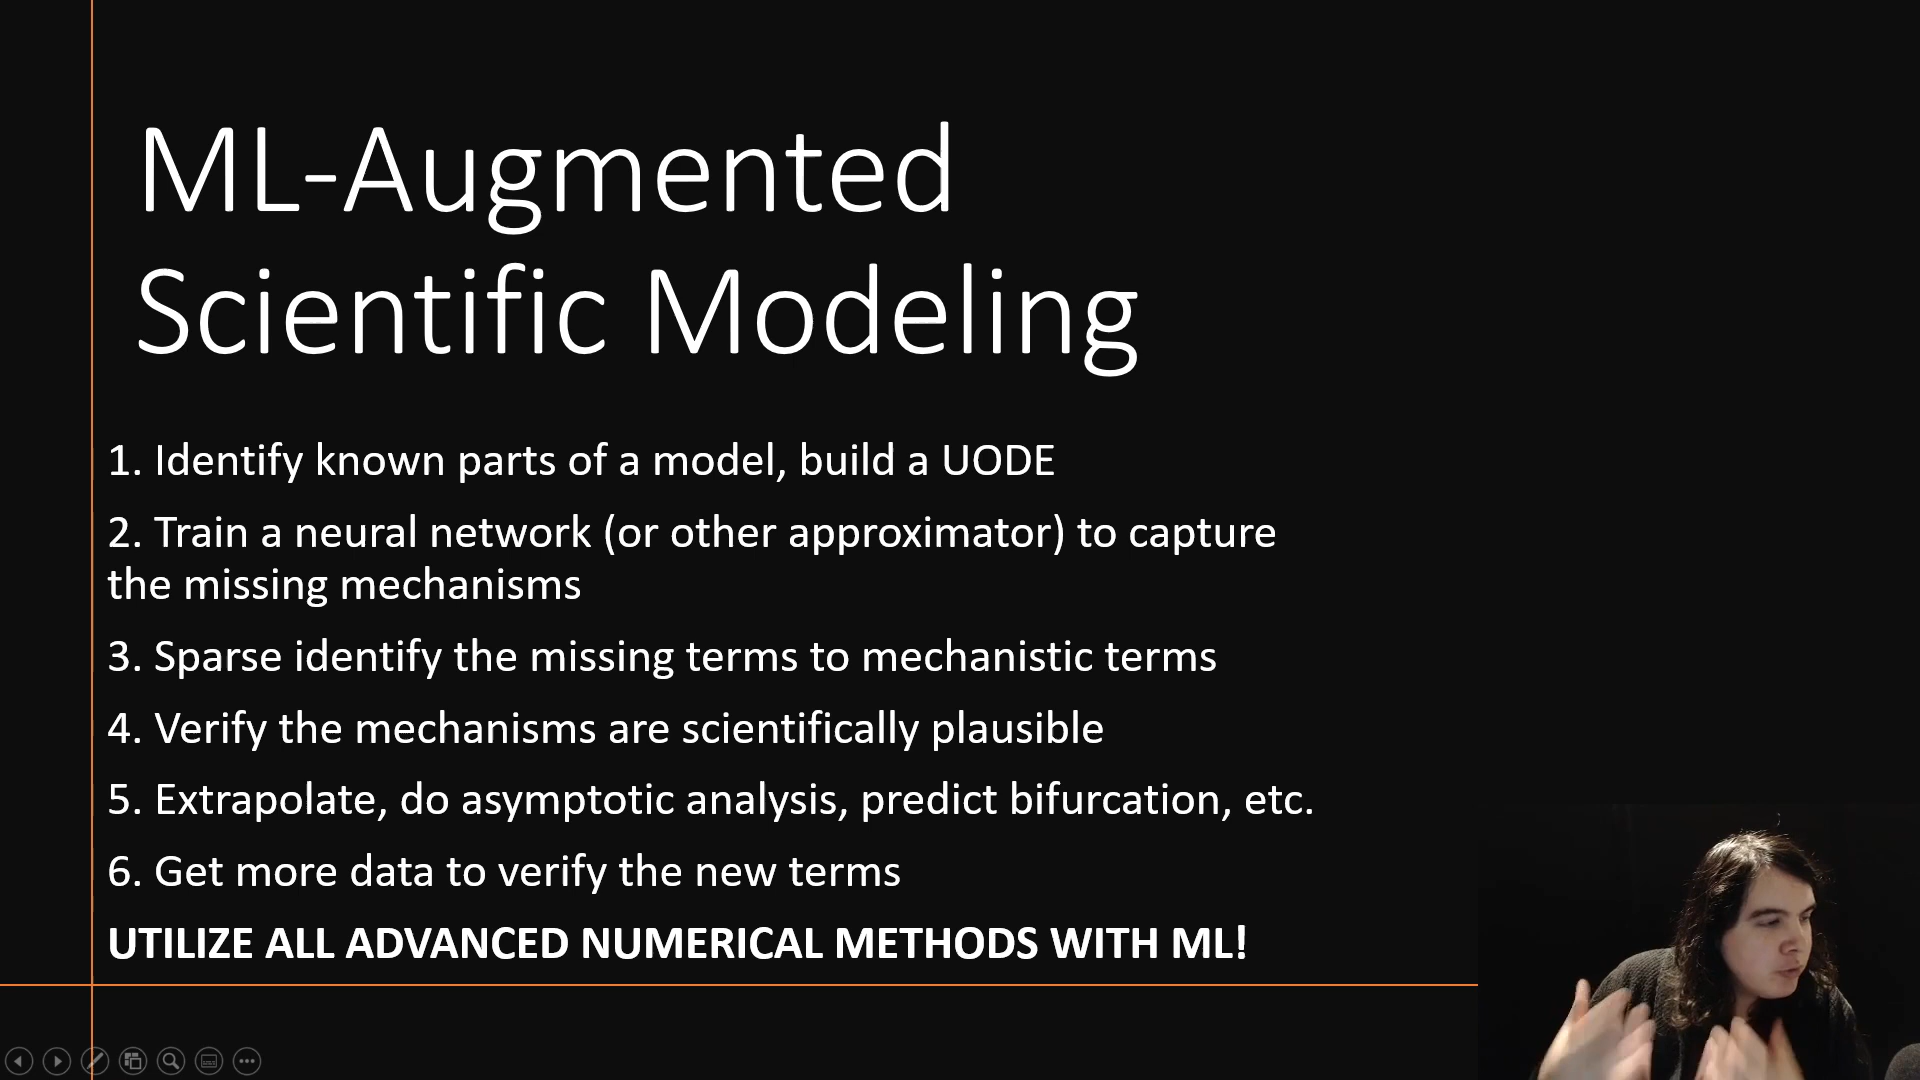 ML-Augmented
Scientific Modeling
1. Identify known parts of a model, build a UODE
2. Train a neural network (or other approximator) to capture
the missing mechanisms
3. Sparse identify the missing terms to mechanistic terms
4. Verify the mechanisms are scientifically plausible
5. Extrapolate, do asymptotic analysis, predict bifurcation, etc.
6. Get more data to verify the new terms
UTILIZE ALL ADVANCED NUMERICAL METHODS WITH ML!